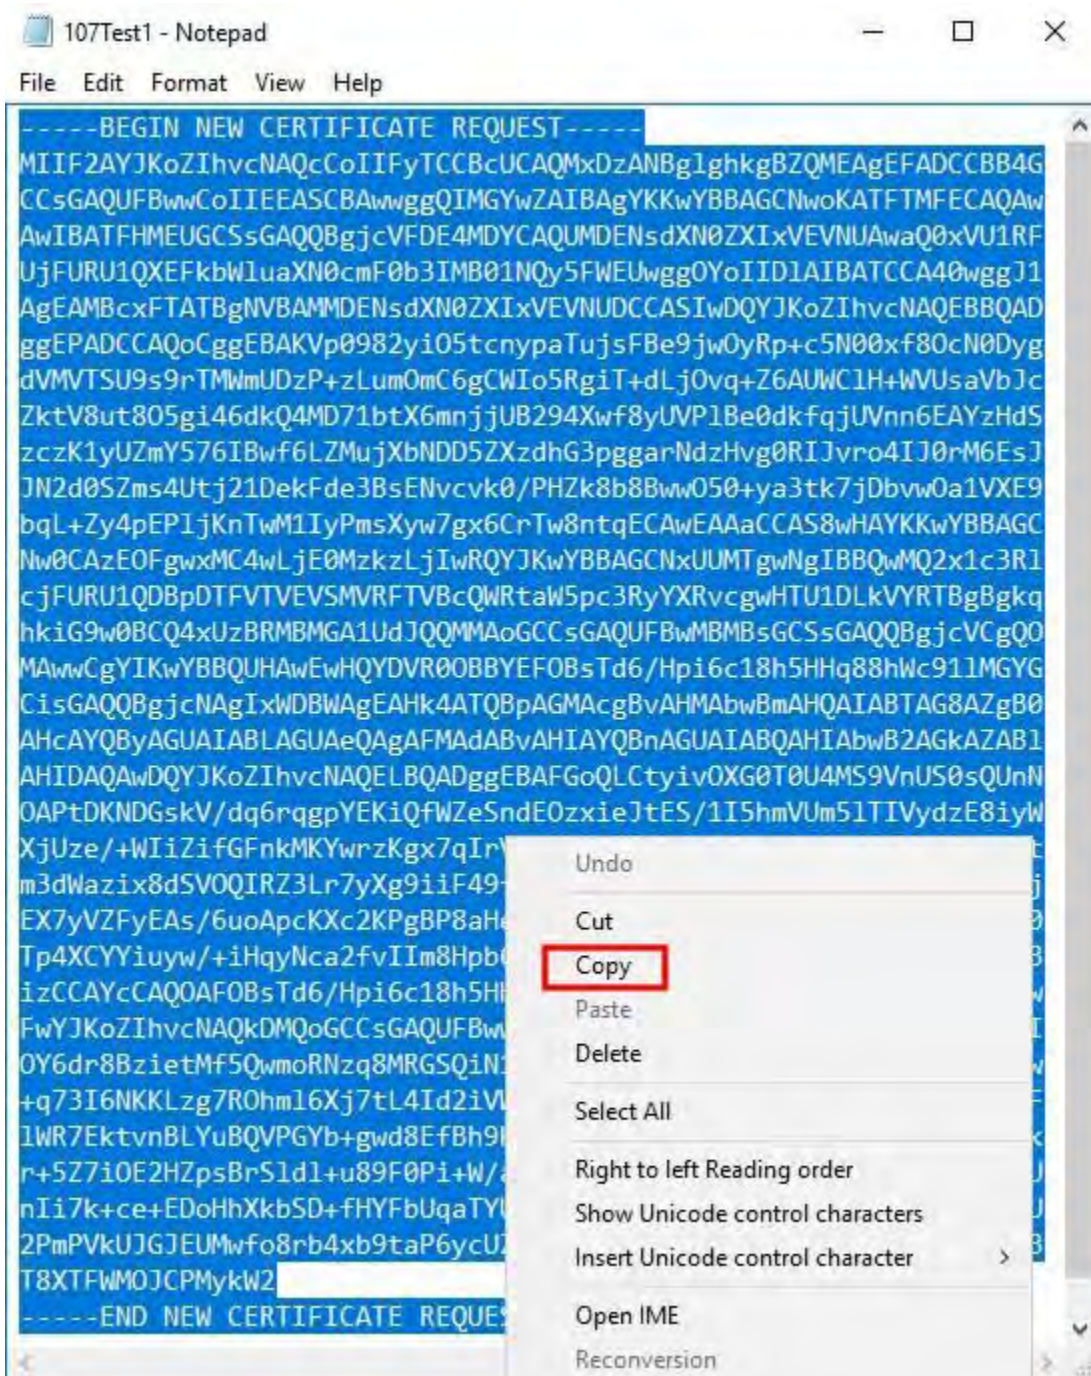 107Test1 - Notepad
File Edit Format View Help
-----BEGIN NEW CERTIFICATE REQUEST-----
MIIF2AYJKoZIhvcNAQcCoIIFyTCCBcUCAQMxDzANBglghkgBZQMEAgEFADCCBB4G
CCsGAQUFBwwCoIIEEASCBAwwggQIMGYwZAIBAgYKKwYBBAGCNwoKATFTMFECAQAw
AwIBATFHMEUGCSsGAQQBgjcVFDE4MDYCAQUMDENsdXN0ZXIxVEVNUAwaQ0xVU1RF
UjFURU1QXEFkbWluaXN0cmF0b3IMB01NQy5FWEUwggOYoIIDlAIBATCCA40wggJ1
AgEAMBcxFTATBgNVBAMMDENsdXN0ZXIxVEVNUDCCASIwDQYJKoZIhvcNAQEBBQAD
ggEPADCCAQoCggEBAKVp0982yiO5tcnypaTujsFBe9jwOyRp+c5N00xf8OcN0Dyg
dVMVTSU9s9rTMWmUDzP+zLumOmC6gCWIo5RgiT+dLjOvq+Z6AUWClH+WVUsaVbJc
ZktV8ut8O5gi46dkQ4MD71btX6mnjjUB294Xwf8yUVPlBe0dkfqjUVnn6EAYzHdS
zczK1yUZmY576IBwf6LZMujXbNDD5ZXzdhG3pggarNdzHvg0RIJvro4IJ0rM6EsJ
JN2d0SZms4Utj21DekFde3BsENvcvk0/PHZk8b8BwwO50+ya3tk7jDbvwOa1VXE9
bqL+Zy4pEPljKnTwM1IyPmsXyw7gx6CrTw8ntqECAwEAAaCCAS8wHAYKKwYBBAGC
Nw0CAzEOFgwxMC4wLjE0MzkzLjIwRQYJKwYBBAGCNxUUMTgwNgIBBQwMQ2x1c3Rl
cjFURU1QDBpDTFVTVEVSMVRFTVBcQWRtaW5pc3RyYXRvcgwHTU1DLkVYRTBgBgkq
hkiG9w0BCQ4xUzBRMBMGA1UdJQQMMAoGCCsGAQUFBwMBMBsGCSsGAQQBgjcVCgQO
MAwwCgYIKwYBBQUHAwEwHQYDVR0OBBYEFOBsTd6/Hpi6c18h5HHq88hWc91lMGYG
CisGAQQBgjcNAgIxWDBWAgEAHk4ATQBpAGMAcgBvAHMAbwBmAHQAIABTAG8AZgB0
AHcAYQByAGUAIABLAGUAeQAgAFMAdABvAHIAYQBnAGUAIABQAHIAbwB2AGkAZABl
AHIDAQAwDQYJKoZIhvcNAQELBQADggEBAFGoQLCtyivOXG0T0U4MS9VnUS0sQUnN
OAPtDKNDGskV/dq6rqgpYEKiQfWZeSndEOzxieJtES/1I5hmVUm5lTIVydzE8iyW
XjUze/+WIiZifGFnkMKYwrzKgx7qIr
m3dWazix8dSVOQIRZ3Lr7yXg9iiF49
EX7yVZFyEAs/6uoApcKXc2KPgBP8aH
Tp4XCYYiuyw/+iHqyNca2fvIIm8Hpb
izCCAYcCAQOAFOBsTd6/Hpi6c18h5H
FwYJKoZIhvcNAQkDMQoGCCsGAQUFBw
OY6dr8BzietMf5QwmoRNzq8MRGSQiN
+q73I6NKKLzg7ROhml6Xj7tL4Id2iV
lWR7EktvnBLYuBQVPGYb+gwd8EfBh9
r+5Z7iOE2HZpsBrSldl+u89F0Pi+W/
nIi7k+ce+EDoHhXkbSD+fHYFbUqaTY
2PmPVkUJGJEUMwfo8rb4xb9taP6ycU
T8XTFWMOJCPMykW2
-----END NEW CERTIFICATE REQUE
Undo
Cut
Copy
Paste
Delete
Select All
Right to left Reading order
Show Unicode control characters
Insert Unicode control character
Open IME
Reconversion